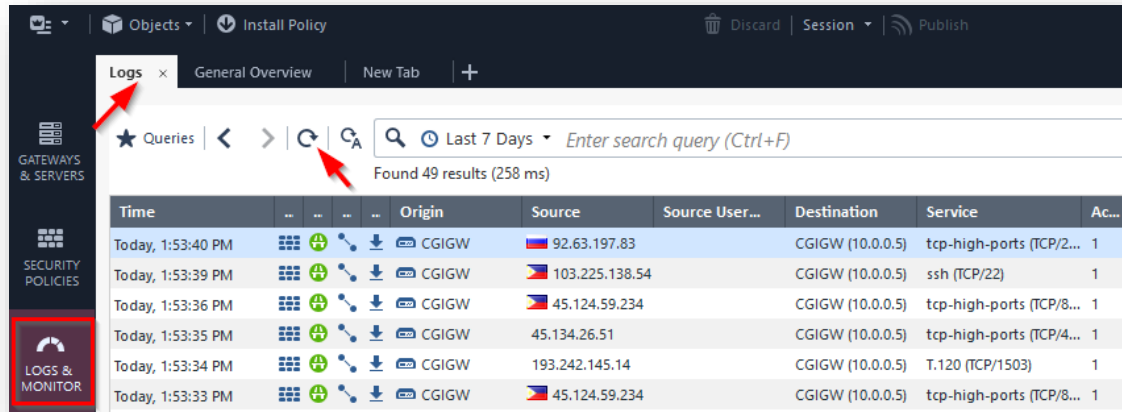 Objects Install Policy Discard Session Publish
Logs × General Overview New Tab +
GATEWAYS
& SERVERS
SECURITY
POLICIES
LOGS &
MONITOR
Queries Last 7 Days Enter search query (Ctrl+F)
Found 49 results (258 ms)
Time ... ... ... ... Origin Source Source User... Destination Service Ac...
Today, 1:53:40 PM CGIGW 92.63.197.83 CGIGW (10.0.0.5) tcp-high-ports (TCP/2... 1
Today, 1:53:39 PM CGIGW 103.225.138.54 CGIGW (10.0.0.5) ssh (TCP/22) 1
Today, 1:53:36 PM CGIGW 45.124.59.234 CGIGW (10.0.0.5) tcp-high-ports (TCP/8... 1
Today, 1:53:35 PM CGIGW 45.134.26.51 CGIGW (10.0.0.5) tcp-high-ports (TCP/4... 1
Today, 1:53:34 PM CGIGW 193.242.145.14 CGIGW (10.0.0.5) T.120 (TCP/1503) 1
Today, 1:53:33 PM CGIGW 45.124.59.234 CGIGW (10.0.0.5) tcp-high-ports (TCP/8... 1